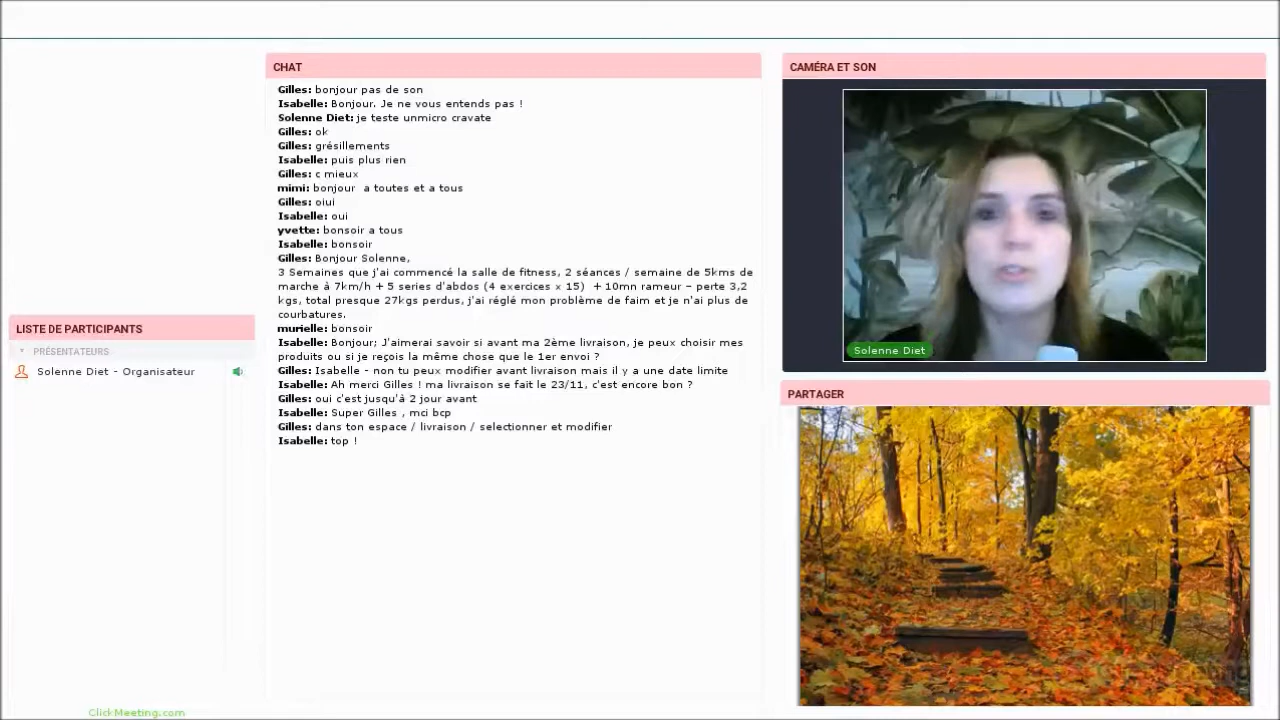 CHAT
Gilles: bonjour pas de son
Isabelle: Bonjour. Je ne vous entends pas !
Solenne Diet: je teste unmicro cravate
Gilles: ok
Gilles: grésillements
Isabelle: puis plus rien
Gilles: c mieux
mimi: bonjour a toutes et a tous
Gilles: oiui
Isabelle: oui
yvette: bonsoir a tous
Isabelle: bonsoir
Gilles: Bonjour Solenne,
3 Semaines que j'ai commencé la salle de fitness, 2 séances / semaine de 5kms de
marche à 7km/h + 5 series d'abdos (4 exercices x 15) + 10mn rameur - perte 3,2
kgs, total presque 27kgs perdus, j'ai réglé mon problème de faim et je n'ai plus de
courbatures.
murielle: bonsoir
Isabelle: Bonjour; J'aimerai savoir si avant ma 2ème livraison, je peux choisir mes
produits ou si je reçois la même chose que le 1er envoi ?
Gilles: Isabelle - non tu peux modifier avant livraison mais il y a une date limite
Isabelle: Ah merci Gilles ! ma livraison se fait le 23/11, c'est encore bon ?
Gilles: oui c'est jusqu'à 2 jour avant
Isabelle: Super Gilles , mci bcp
Gilles: dans ton espace / livraison / selectionner et modifier
Isabelle: top !
LISTE DE PARTICIPANTS
PRÉSENTATEURS
Solenne Diet - Organisateur
ClickMeeting.com
CAMÉRA ET SON
Solenne Diet
PARTAGER